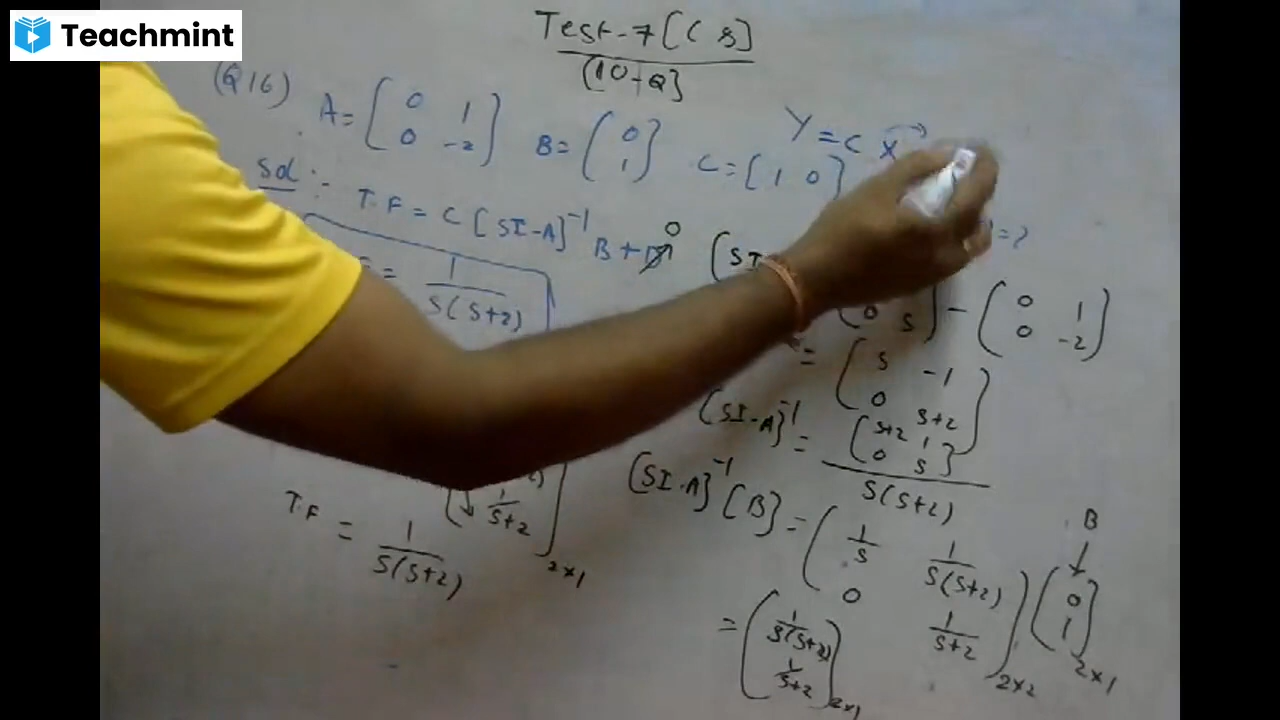 Teachmint
Test-7 [C S]
(10-Q)
(Q16) A = [0 1 0 -2] B = [0 1] C = [1 0] Y = C X
Sol :- T.F = C [SI-A]⁻¹ B + D 0
= 1/S(S+2)
(SI
= ?
0 S) - (0 1 0 -2)
= (S -1 0 S+2)
[SI-A]⁻¹ = [S+2 1 0 S] / S(S+2)
[SI-A]⁻¹ [B] = (1/S 1/S(S+2) 0 1/S+2)2×2 [0 1]2×1
B
= (1/S(S+2) 1/S+2)2×1
1/S+2 ]2×1
T.F = 1/S(S+2)